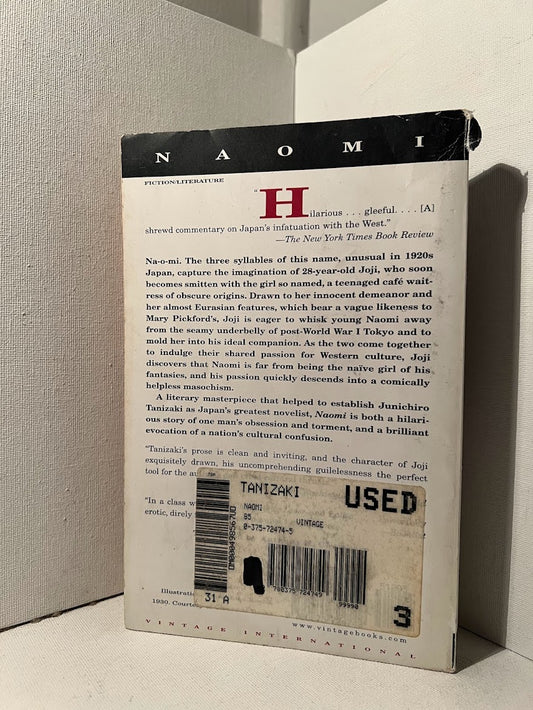 NAOMI
FICTION/LITERATURE
"Hilarious . . . gleeful. . . . [A]
shrewd commentary on Japan's infatuation with the West."
—The New York Times Book Review
Na-o-mi. The three syllables of this name, unusual in 1920s
Japan, capture the imagination of 28-year-old Joji, who soon
becomes smitten with the girl so named, a teenaged café wait-
ress of obscure origins. Drawn to her innocent demeanor and
her almost Eurasian features, which bear a vague likeness to
Mary Pickford's, Joji is eager to whisk young Naomi away
from the seamy underbelly of post-World War I Tokyo and to
mold her into his ideal companion. As the two come together
to indulge their shared passion for Western culture, Joji
discovers that Naomi is far from being the naïve girl of his
fantasies, and his passion quickly descends into a comically
helpless masochism.
A literary masterpiece that helped to establish Junichiro
Tanizaki as Japan's greatest novelist, Naomi is both a hilari-
ous story of one man's obsession and torment, and a brilliant
evocation of a nation's cultural confusion.
"Tanizaki's prose is clean and inviting, and the character of Joji
exquisitely drawn, his uncomprehending guilelessness the perfect
tool for the
"In a class
erotic, direly
TANIZAKI USED
NAOMI
95 VINTAGE
0-375-72474-5
31 A
780375 724749
99990
3
Illustration
1930.
www.vintagebooks.com
VINTAGE INTERNATIONAL